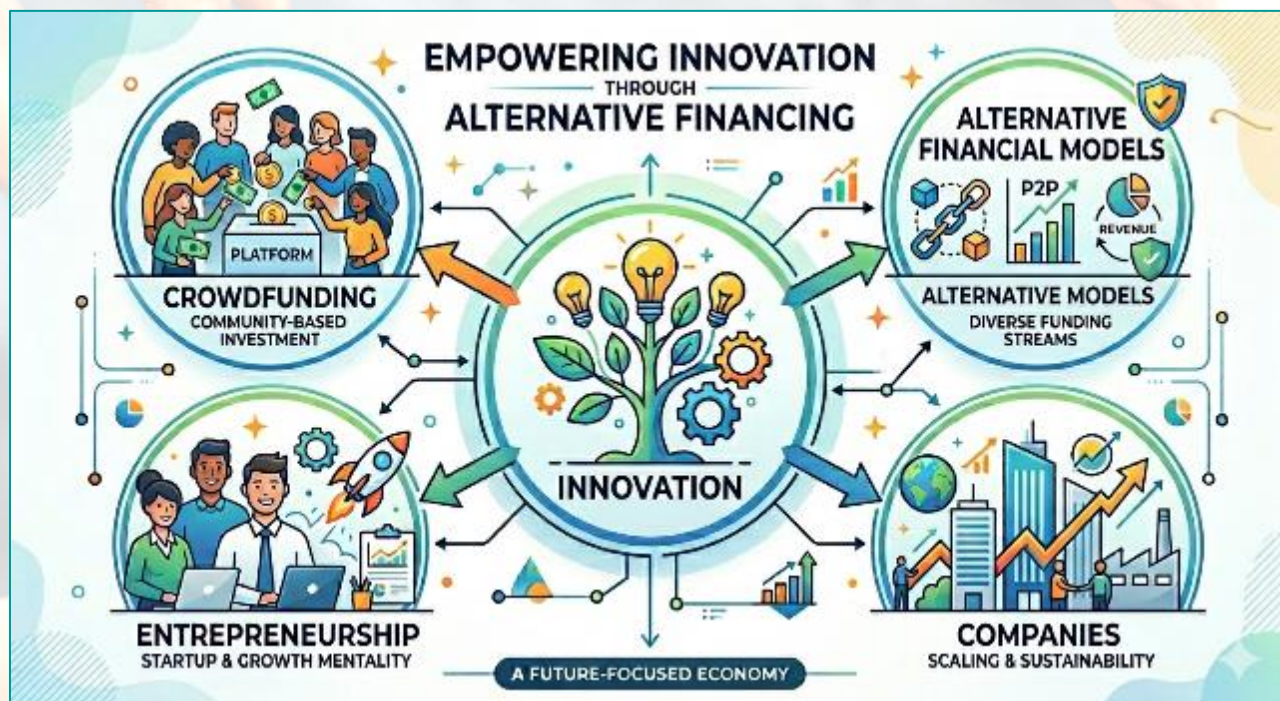 EMPOWERING INNOVATION
THROUGH
ALTERNATIVE FINANCING
PLATFORM
CROWDFUNDING
COMMUNITY-BASED
INVESTMENT
ALTERNATIVE
FINANCIAL MODELS
P2P
REVENUE
ALTERNATIVE MODELS
DIVERSE FUNDING
STREAMS
INNOVATION
ENTREPRENEURSHIP
STARTUP & GROWTH MENTALITY
COMPANIES
SCALING & SUSTAINABILITY
A FUTURE-FOCUSED ECONOMY